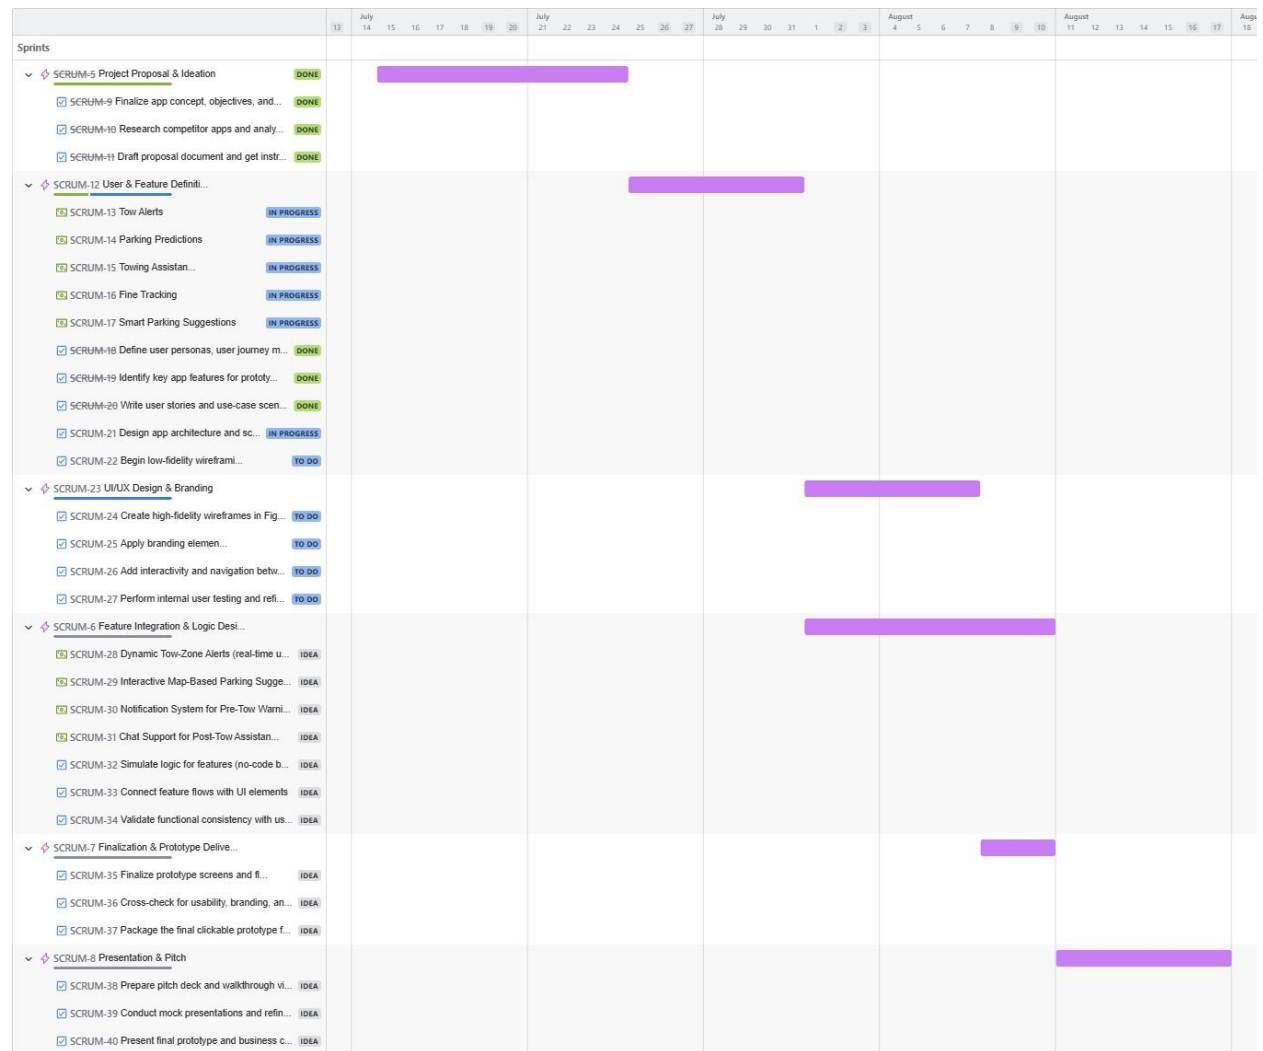 July July July August August Augu
13 14 15 16 17 18 19 20 21 22 23 24 25 26 27 28 29 30 31 1 2 3 4 5 6 7 8 9 10 11 12 13 14 15 16 17 18
Sprints
SCRUM-5 Project Proposal & Ideation DONE
SCRUM-9 Finalize app concept, objectives, and... DONE
SCRUM-10 Research competitor apps and analy... DONE
SCRUM-11 Draft proposal document and get instr... DONE
SCRUM-12 User & Feature Definiti...
SCRUM-13 Tow Alerts IN PROGRESS
SCRUM-14 Parking Predictions IN PROGRESS
SCRUM-15 Towing Assistan... IN PROGRESS
SCRUM-16 Fine Tracking IN PROGRESS
SCRUM-17 Smart Parking Suggestions IN PROGRESS
SCRUM-18 Define user personas, user journey m... DONE
SCRUM-19 Identify key app features for prototy... DONE
SCRUM-20 Write user stories and use-case scen... DONE
SCRUM-21 Design app architecture and sc... IN PROGRESS
SCRUM-22 Begin low-fidelity wireframi... TO DO
SCRUM-23 UI/UX Design & Branding
SCRUM-24 Create high-fidelity wireframes in Fig... TO DO
SCRUM-25 Apply branding elemen... TO DO
SCRUM-26 Add interactivity and navigation betw... TO DO
SCRUM-27 Perform internal user testing and refi... TO DO
SCRUM-6 Feature Integration & Logic Desi...
SCRUM-28 Dynamic Tow-Zone Alerts (real-time u... IDEA
SCRUM-29 Interactive Map-Based Parking Sugge... IDEA
SCRUM-30 Notification System for Pre-Tow Warni... IDEA
SCRUM-31 Chat Support for Post-Tow Assistan... IDEA
SCRUM-32 Simulate logic for features (no-code b... IDEA
SCRUM-33 Connect feature flows with UI elements IDEA
SCRUM-34 Validate functional consistency with us... IDEA
SCRUM-7 Finalization & Prototype Delive...
SCRUM-35 Finalize prototype screens and fl... IDEA
SCRUM-36 Cross-check for usability, branding, an... IDEA
SCRUM-37 Package the final clickable prototype f... IDEA
SCRUM-8 Presentation & Pitch
SCRUM-38 Prepare pitch deck and walkthrough vi... IDEA
SCRUM-39 Conduct mock presentations and refin... IDEA
SCRUM-40 Present final prototype and business c... IDEA